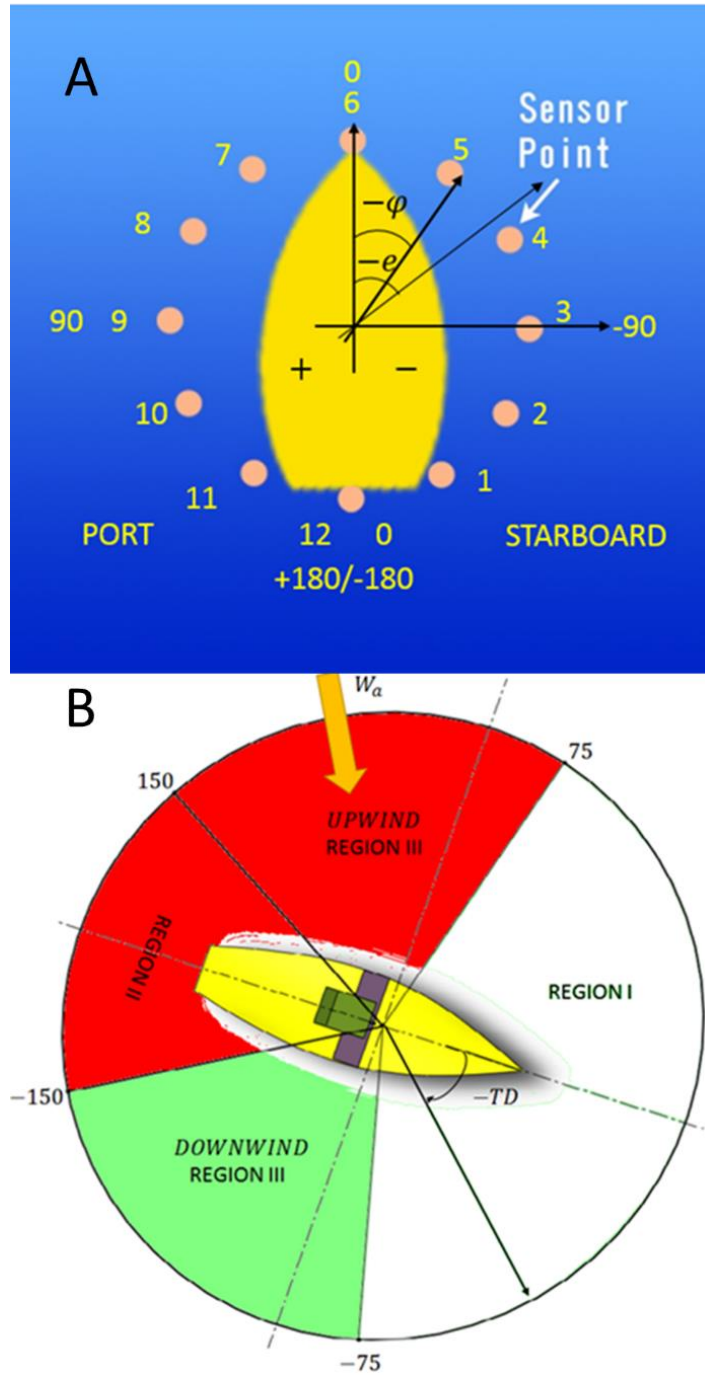 A
0
6
Sensor
Point
7
5
−φ
8
4
−e
90 9
3
-90
+ −
10
2
11
1
PORT
12 0
STARBOARD
+180/-180
B
Wa
75
150
UPWIND
REGION III
REGION II
REGION I
−TD
−150
DOWNWIND
REGION III
−75